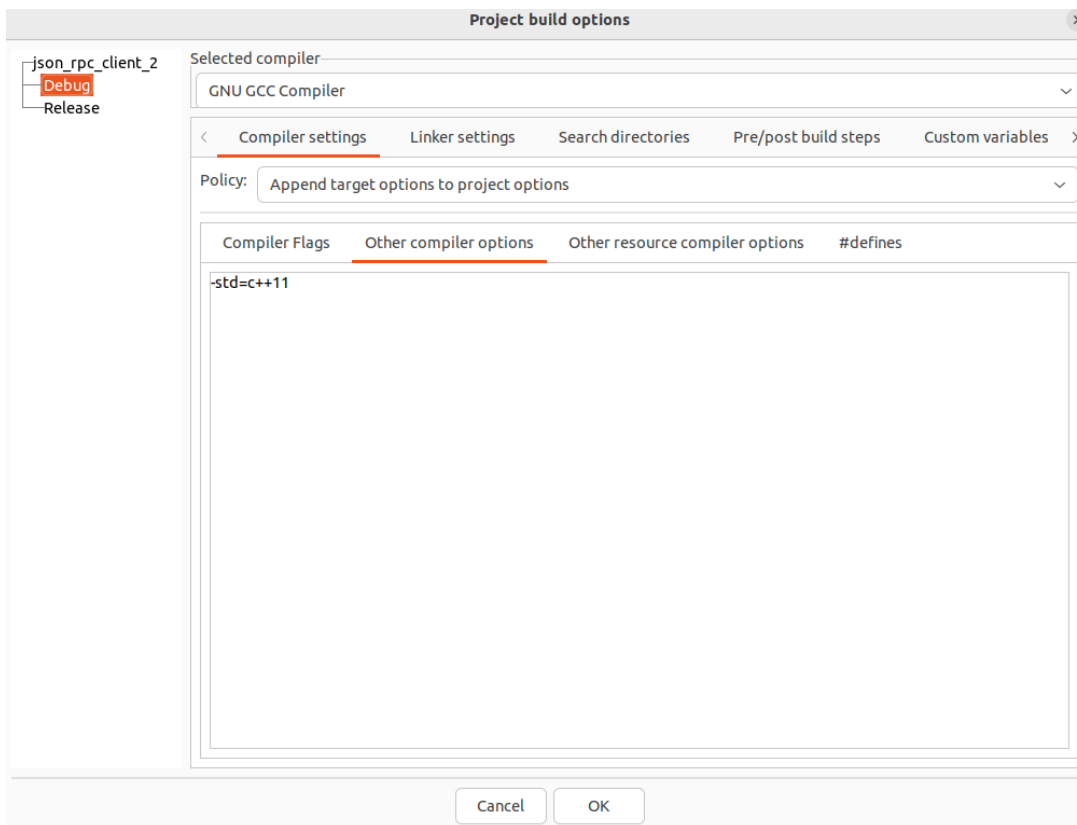 Project build options
json_rpc_client_2
Debug
Release
Selected compiler
GNU GCC Compiler
Compiler settings Linker settings Search directories Pre/post build steps Custom variables
Policy: Append target options to project options
Compiler Flags Other compiler options Other resource compiler options #defines
-std=c++11
Cancel OK